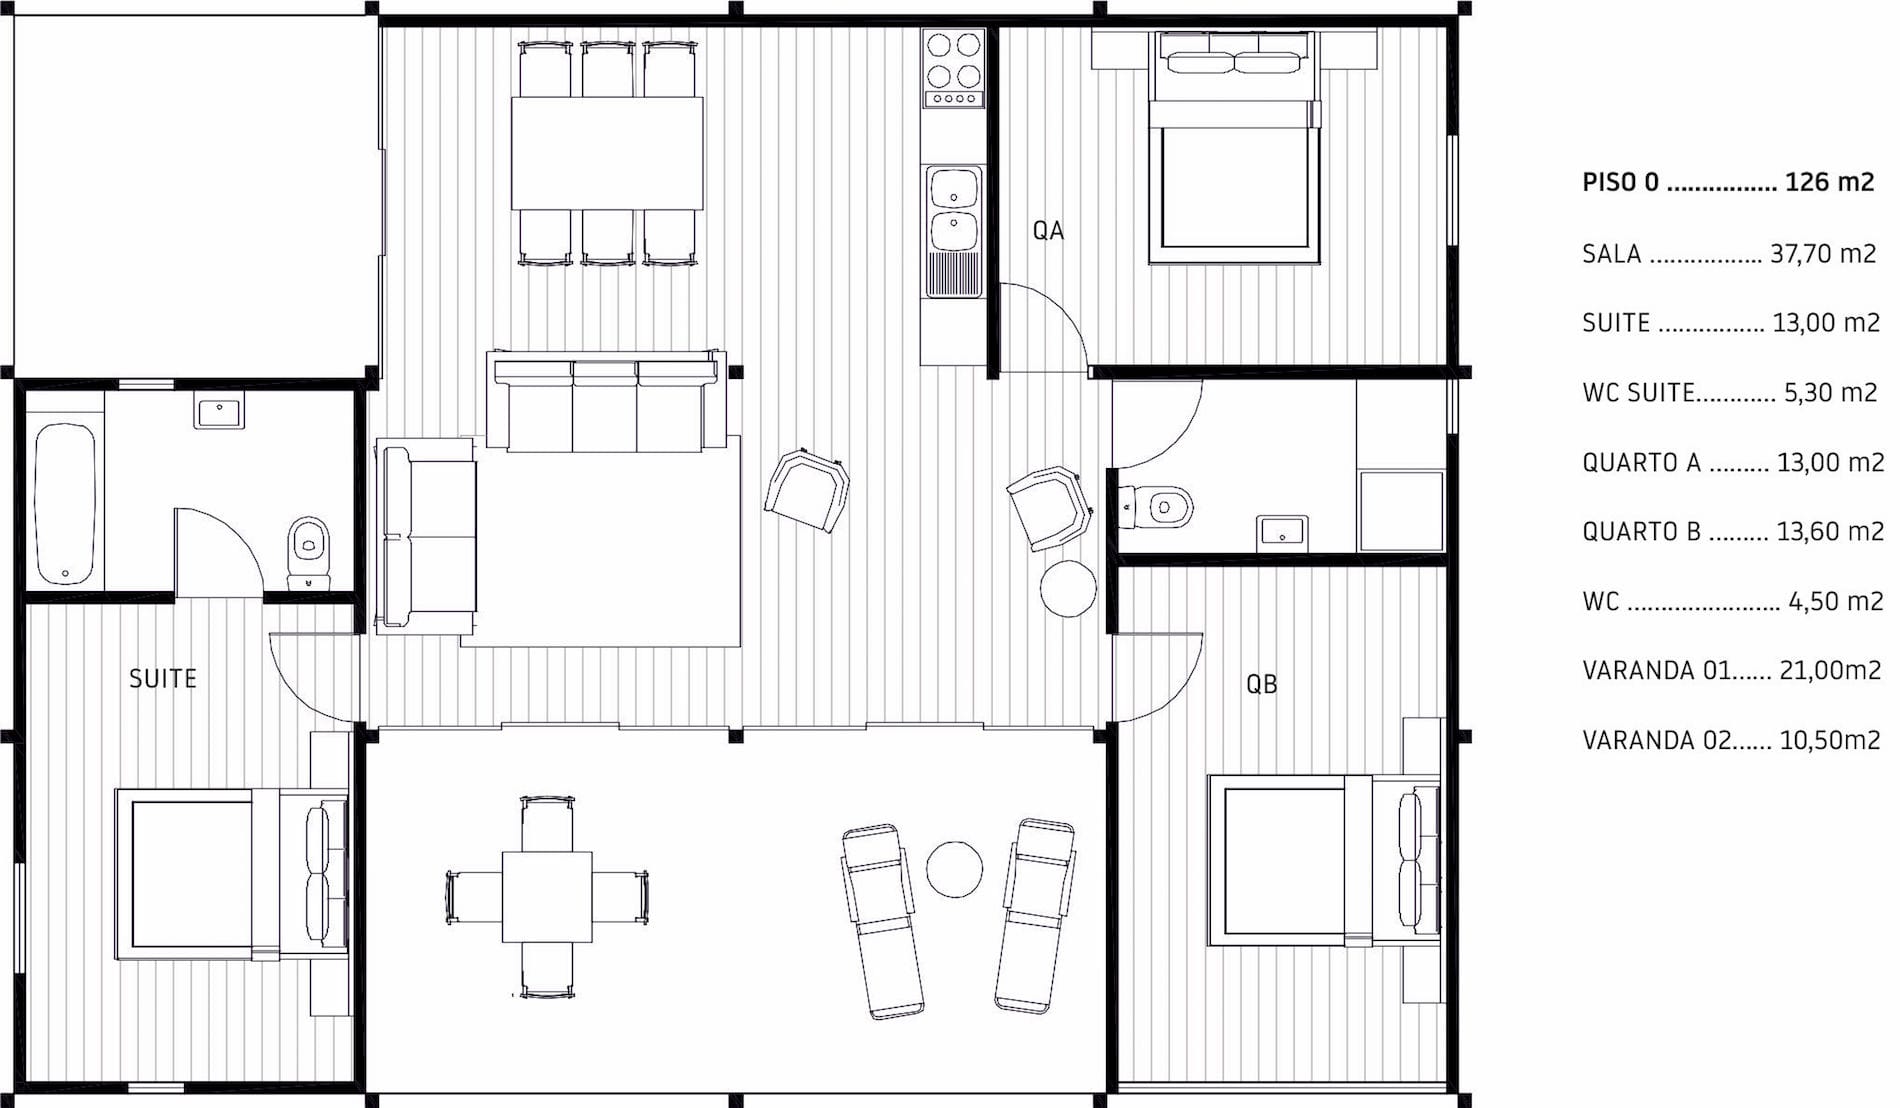 QA
SUITE
QB
PISO 0 ................ 126 m2
SALA ................. 37,70 m2
SUITE ................ 13,00 m2
WC SUITE............ 5,30 m2
QUARTO A ......... 13,00 m2
QUARTO B ......... 13,60 m2
WC ....................... 4,50 m2
VARANDA 01...... 21,00m2
VARANDA 02...... 10,50m2